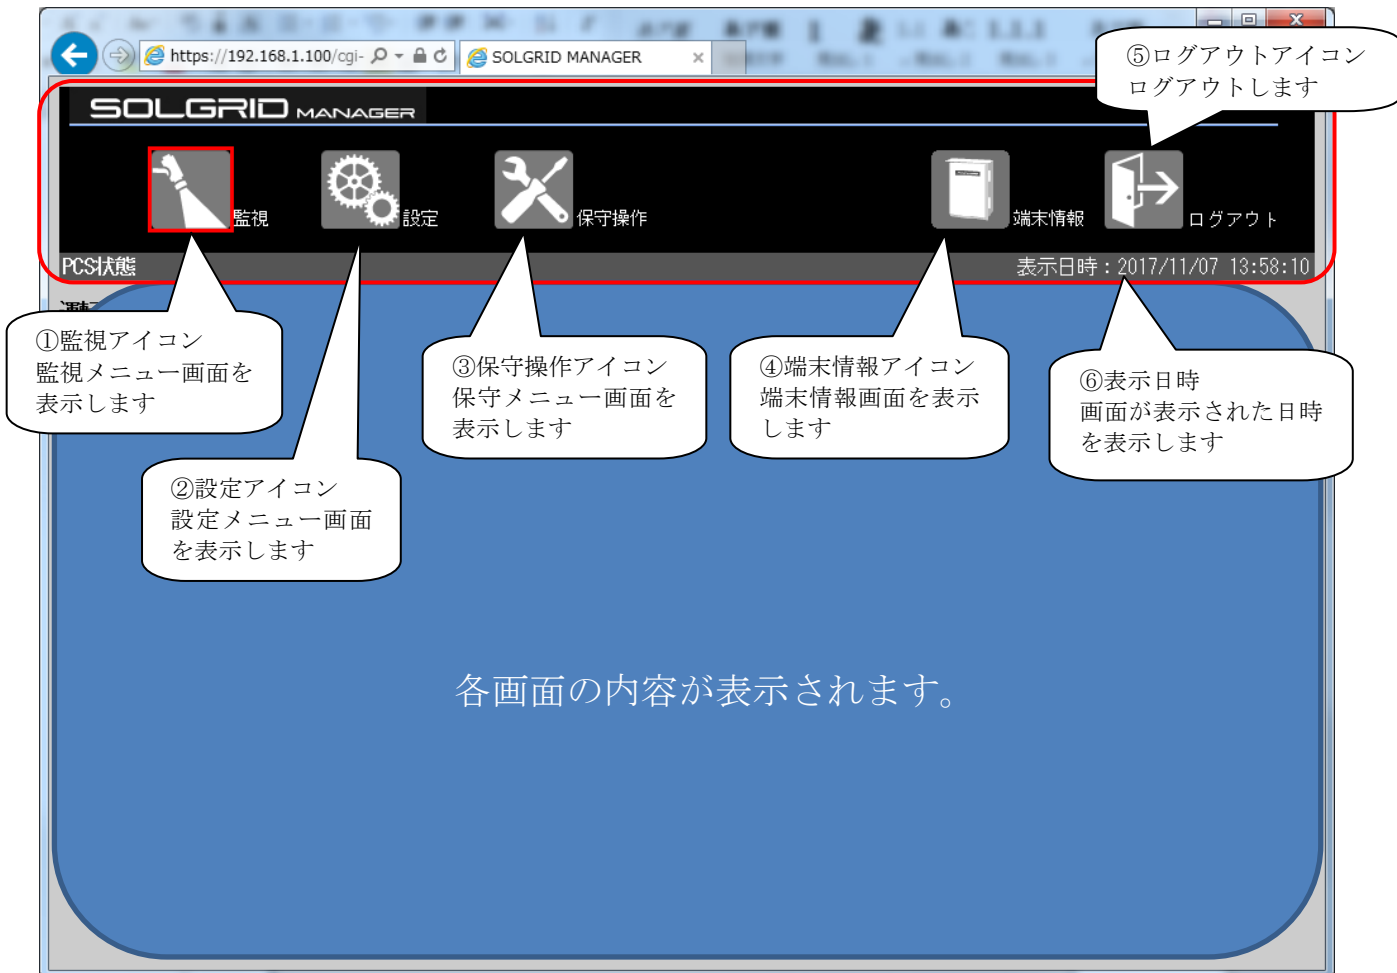 https://192.168.1.100/cgi-
SOLGRID MANAGER
SOLGRID MANAGER
監視
設定
保守操作
端末情報
ログアウト
PCS状態
表示日時：2017/11/07 13:58:10
⑤ログアウトアイコン
ログアウトします
①監視アイコン
監視メニュー画面を
表示します
②設定アイコン
設定メニュー画面
を表示します
③保守操作アイコン
保守メニュー画面を
表示します
④端末情報アイコン
端末情報画面を表示
します
⑥表示日時
画面が表示された日時
を表示します
各画面の内容が表示されます。